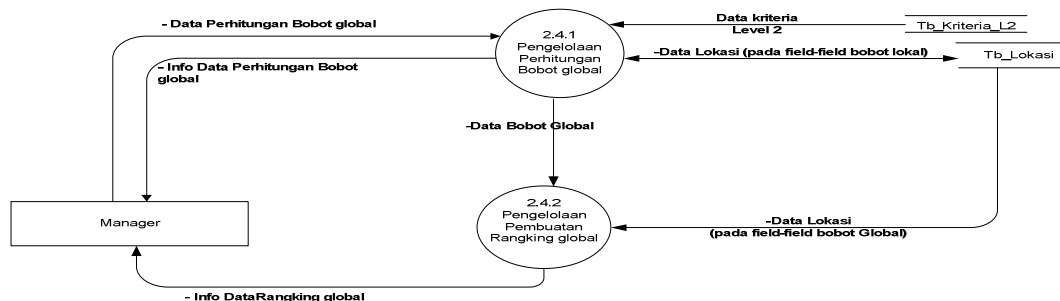 - Data Perhitungan Bobot global
- Info Data Perhitungan Bobot
global
2.4.1
Pengelolaan
Perhitungan
Bobot global
Data kriteria
Level 2
Tb_Kriteria_L2
-Data Lokasi (pada field-field bobot lokal)
Tb_Lokasi
-Data Bobot Global
Manager
2.4.2
Pengelolaan
Pembuatan
Rangking global
-Data Lokasi
(pada field-field bobot Global)
- Info DataRangking global